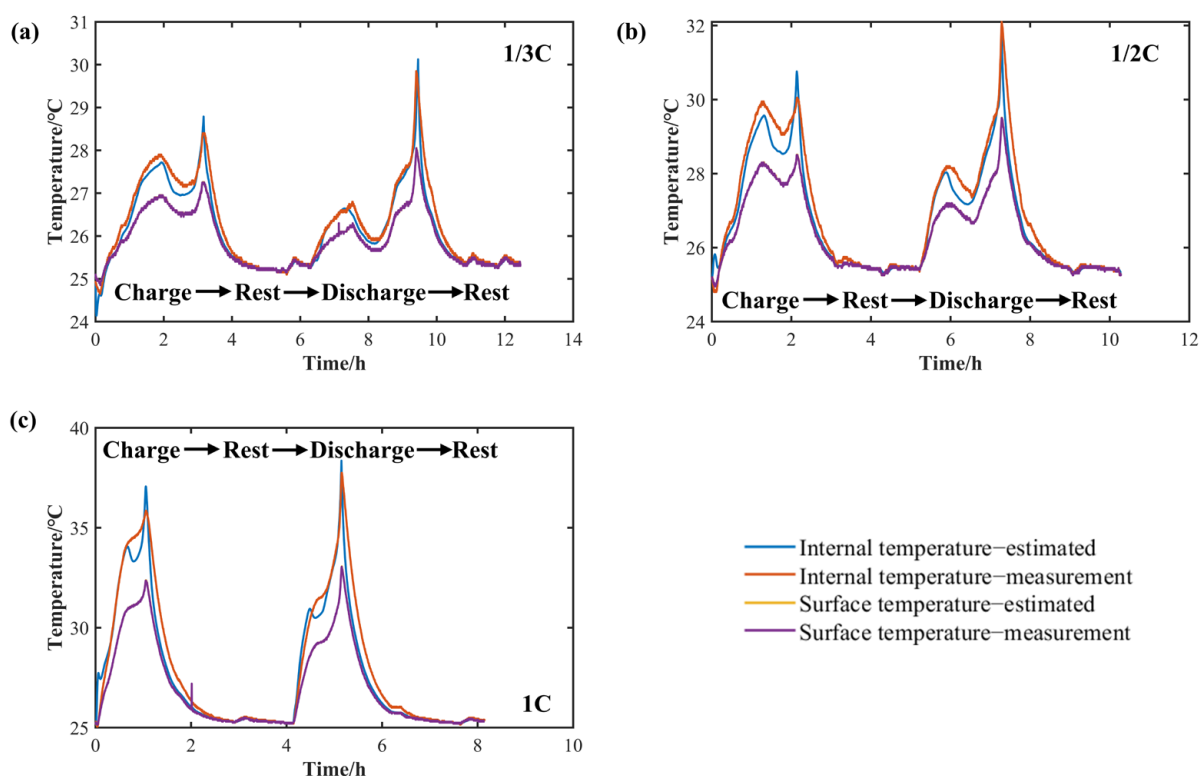 (a)
1/3C
31
30
29
28
27
26
25
24
Temperature/°C
Charge → Rest → Discharge → Rest
0 2 4 6 8 10 12 14
Time/h
(b)
1/2C
32
30
28
26
24
Temperature/°C
Charge → Rest → Discharge → Rest
0 2 4 6 8 10 12
Time/h
(c)
40
35
30
25
Temperature/°C
Charge → Rest → Discharge → Rest
1C
0 2 4 6 8 10
Time/h
Internal temperature−estimated
Internal temperature−measurement
Surface temperature−estimated
Surface temperature−measurement